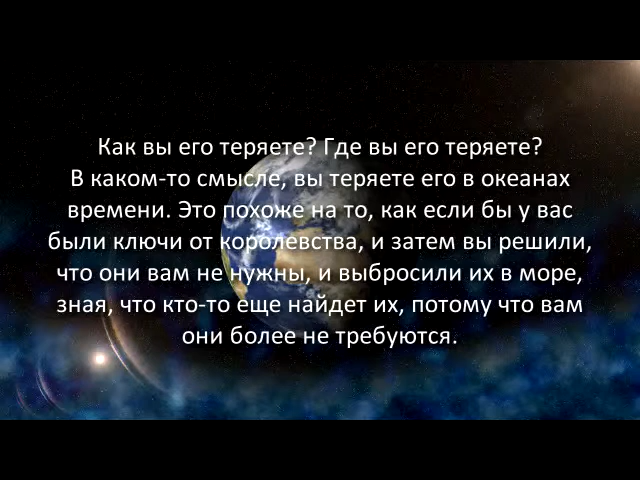 Как вы его теряете? Где вы его теряете?
В каком-то смысле, вы теряете его в океанах
времени. Это похоже на то, как если бы у вас
были ключи от королевства, и затем вы решили,
что они вам не нужны, и выбросили их в море,
зная, что кто-то еще найдет их, потому что вам
они более не требуются.